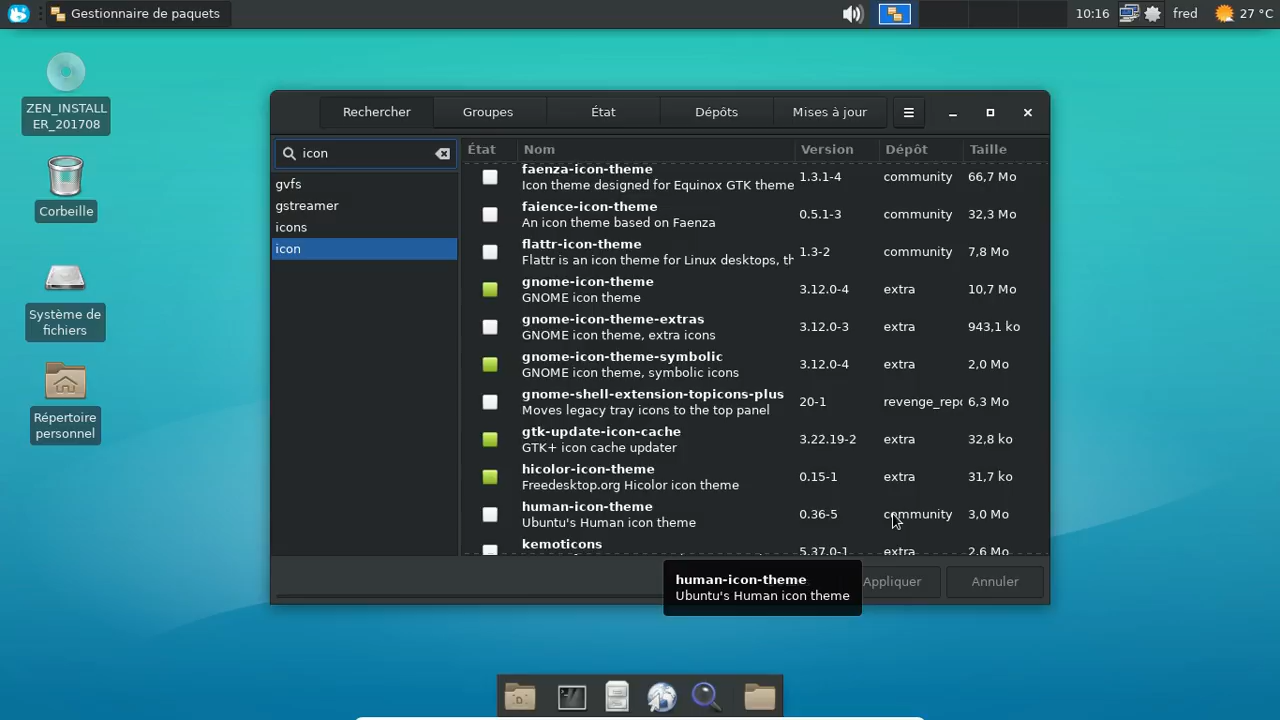 Gestionnaire de paquets
10:16
fred
27 °C
ZEN_INSTALL
ER_201708
Corbeille
Système de
fichiers
Répertoire
personnel
Rechercher
Groupes
État
Dépôts
Mises à jour
icon
gvfs
gstreamer
icons
icon
État Nom Version Dépôt Taille
faenza-icon-theme
Icon theme designed for Equinox GTK theme
1.3.1-4 community 66,7 Mo
faience-icon-theme
An icon theme based on Faenza
0.5.1-3 community 32,3 Mo
flattr-icon-theme
Flattr is an icon theme for Linux desktops, th
1.3-2 community 7,8 Mo
gnome-icon-theme
GNOME icon theme
3.12.0-4 extra 10,7 Mo
gnome-icon-theme-extras
GNOME icon theme, extra icons
3.12.0-3 extra 943,1 ko
gnome-icon-theme-symbolic
GNOME icon theme, symbolic icons
3.12.0-4 extra 2,0 Mo
gnome-shell-extension-topicons-plus
Moves legacy tray icons to the top panel
20-1 revenge_repo 6,3 Mo
gtk-update-icon-cache
GTK+ icon cache updater
3.22.19-2 extra 32,8 ko
hicolor-icon-theme
Freedesktop.org Hicolor icon theme
0.15-1 extra 31,7 ko
human-icon-theme
Ubuntu's Human icon theme
0.36-5 community 3,0 Mo
kemoticons
5.37.0-1 extra 2,6 Mo
human-icon-theme
Ubuntu's Human icon theme
Appliquer
Annuler